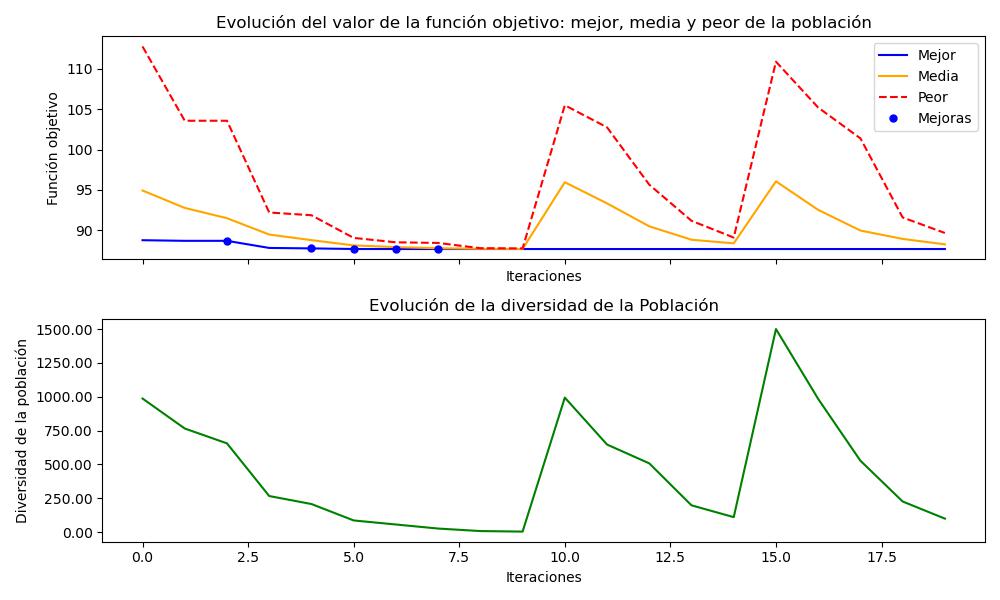 Evolución del valor de la función objetivo: mejor, media y peor de la población
110
105
100
95
90
Función objetivo
Mejor
Media
Peor
Mejoras
Iteraciones
Evolución de la diversidad de la Población
1500.00
1250.00
1000.00
750.00
500.00
250.00
0.00
Diversidad de la población
0.0 2.5 5.0 7.5 10.0 12.5 15.0 17.5
Iteraciones